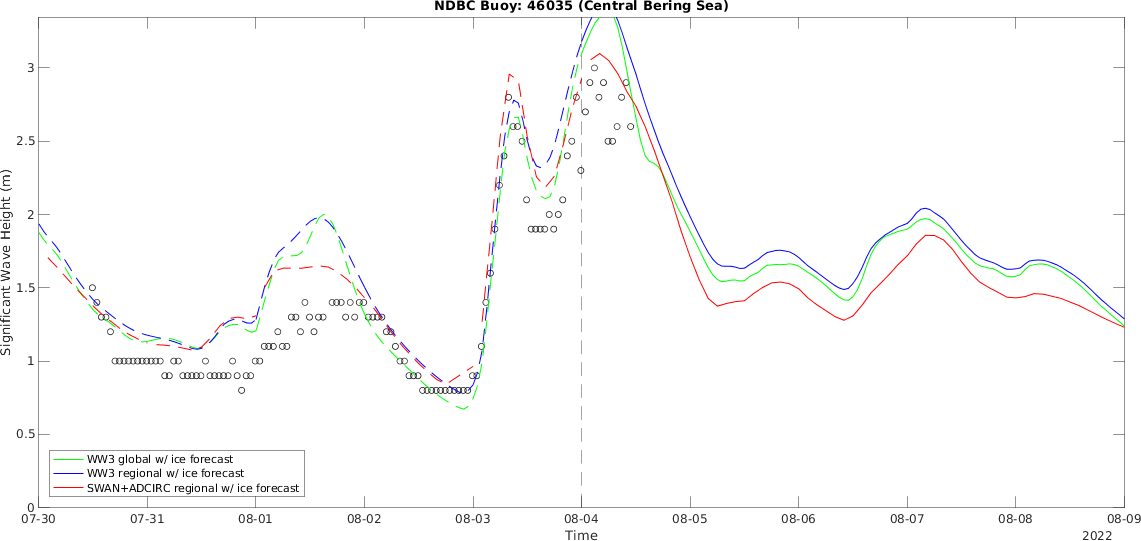 NDBC Buoy: 46035 (Central Bering Sea)
Significant Wave Height (m)
3
2.5
2
1.5
1
0.5
0
WW3 global w/ ice forecast
WW3 regional w/ ice forecast
SWAN+ADCIRC regional w/ ice forecast
07-30 07-31 08-01 08-02 08-03 08-04 08-05 08-06 08-07 08-08 08-09
Time 2022